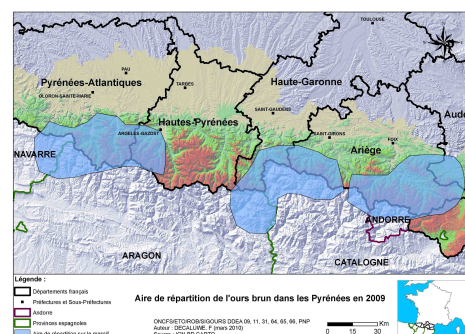 TOULOUSE
PAU
Pyrénées-Atlantiques
TARBES
Haute-Garonne
OLORON-SAINTE-MARIE
SAINT-GAUDENS
Aude
Hautes-Pyrénées
ARGELES-GAZOST
SAINT-GIRONS
FOIX
NAVARRE
Ariège
ANDORRE
ARAGON
CATALOGNE
Légende :
Départements français
Préfectures et Sous-Préfectures
Andorre
Provinces espagnoles
Aire de répartition de l'ours brun dans les Pyrénées en 2009
ONCFS/ETO/ROB/SIGOURS DDEA 09, 11, 31, 64, 65, 66, PNP
Auteur : DECALUWE, F (mars 2010)
0 15 30
Km